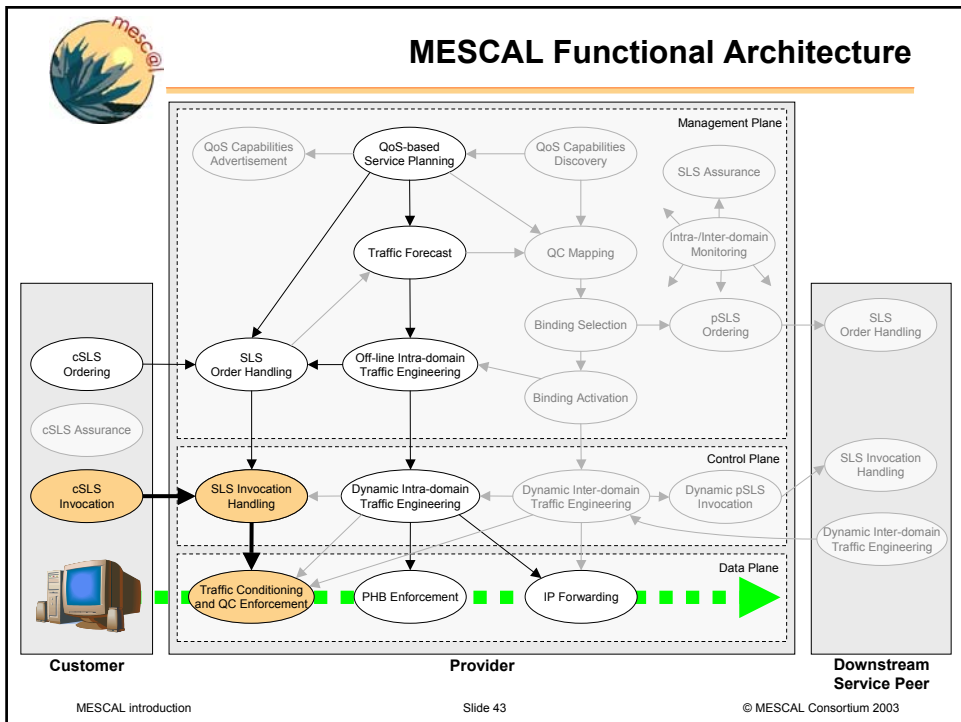 mesc@l
MESCAL Functional Architecture
Management Plane
QoS Capabilities
Advertisement
QoS-based
Service Planning
QoS Capabilities
Discovery
SLS Assurance
Traffic Forecast
QC Mapping
Intra-/Inter-domain
Monitoring
Binding Selection
pSLS
Ordering
SLS
Order Handling
cSLS
Ordering
SLS
Order Handling
Off-line Intra-domain
Traffic Engineering
Binding Activation
cSLS Assurance
Control Plane
cSLS
Invocation
SLS Invocation
Handling
Dynamic Intra-domain
Traffic Engineering
Dynamic Inter-domain
Traffic Engineering
Dynamic pSLS
Invocation
SLS Invocation
Handling
Dynamic Inter-domain
Traffic Engineering
Data Plane
Traffic Conditioning
and QC Enforcement
PHB Enforcement
IP Forwarding
Customer
Provider
Downstream
Service Peer
MESCAL introduction
Slide 43
© MESCAL Consortium 2003